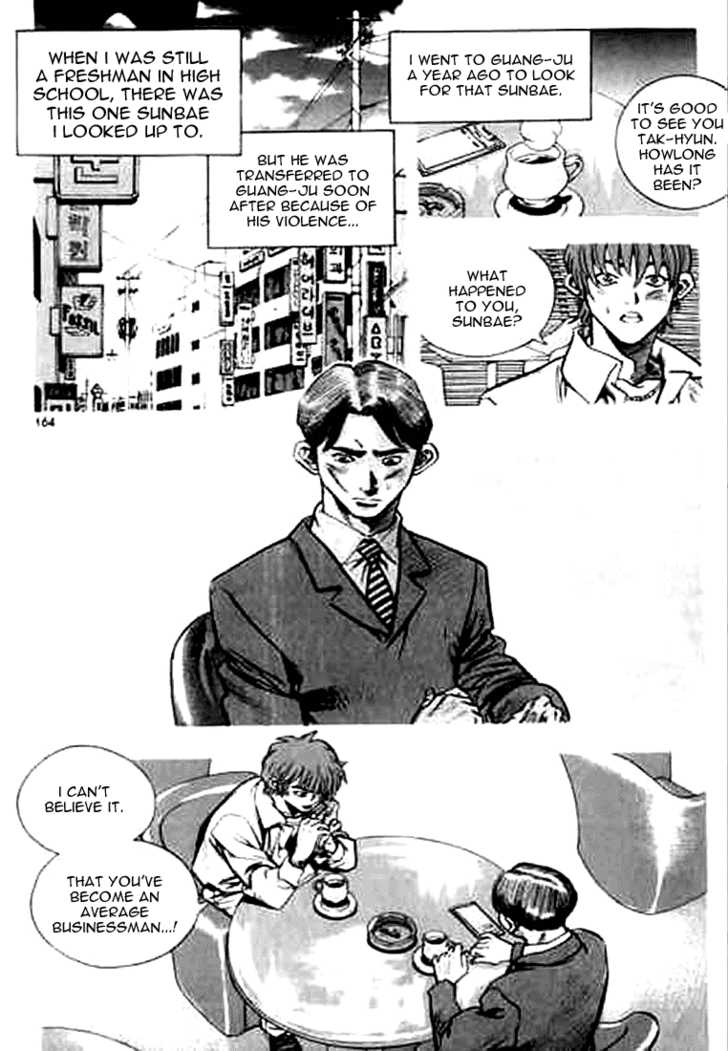 WHEN I WAS STILL
A FRESHMAN IN HIGH
SCHOOL, THERE WAS
THIS ONE SUNBAE
I LOOKED UP TO.
BUT HE WAS
TRANSFERRED TO
GUANG-JU SOON
AFTER BECAUSE OF
HIS VIOLENCE...
FOSSIL
164
I WENT TO GUANG-JU
A YEAR AGO TO LOOK
FOR THAT SUNBAE.
IT'S GOOD
TO SEE YOU
TAK-HYUN.
HOWLONG
HAS IT
BEEN?
WHAT
HAPPENED
TO YOU,
SUNBAE?
I CAN'T
BELIEVE IT.
THAT YOU'VE
BECOME AN
AVERAGE
BUSINESSMAN...!